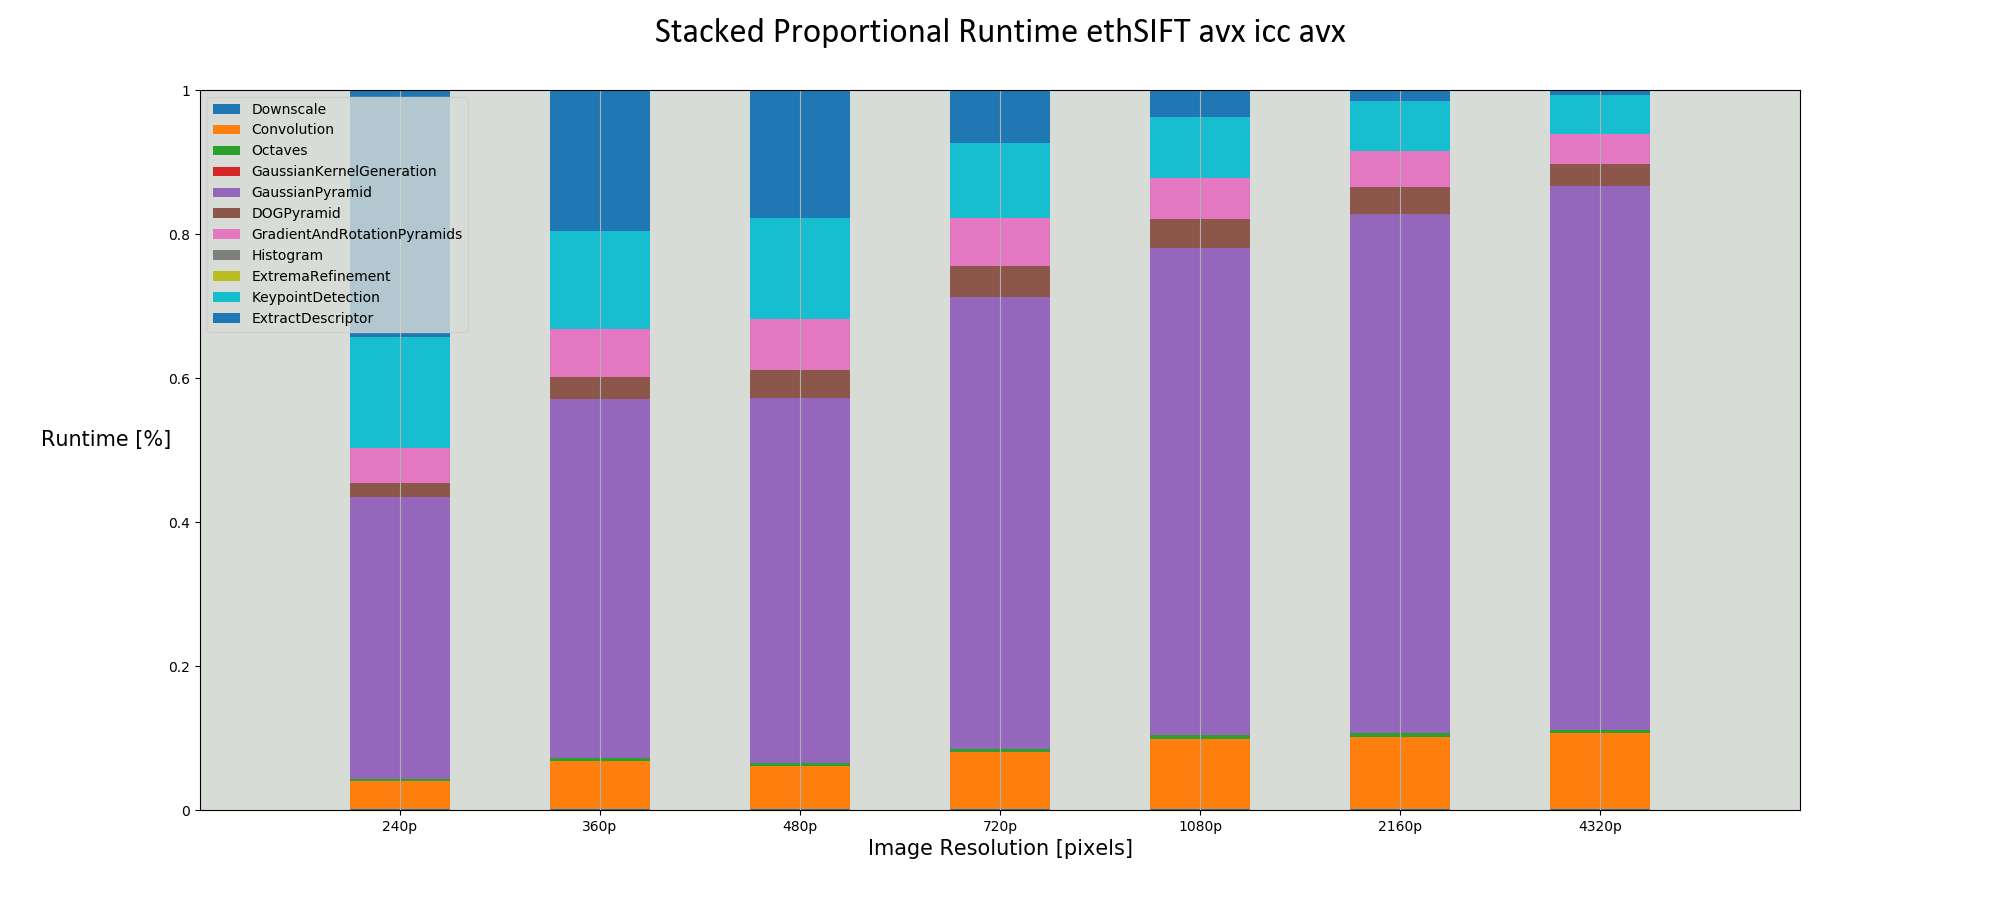 Stacked Proportional Runtime ethSIFT avx icc avx
1
0.8
0.6
0.4
0.2
0
Runtime [%]
Downscale
Convolution
Octaves
GaussianKernelGeneration
GaussianPyramid
DOGPyramid
GradientAndRotationPyramids
Histogram
ExtremaRefinement
KeypointDetection
ExtractDescriptor
240p 360p 480p 720p 1080p 2160p 4320p
Image Resolution [pixels]